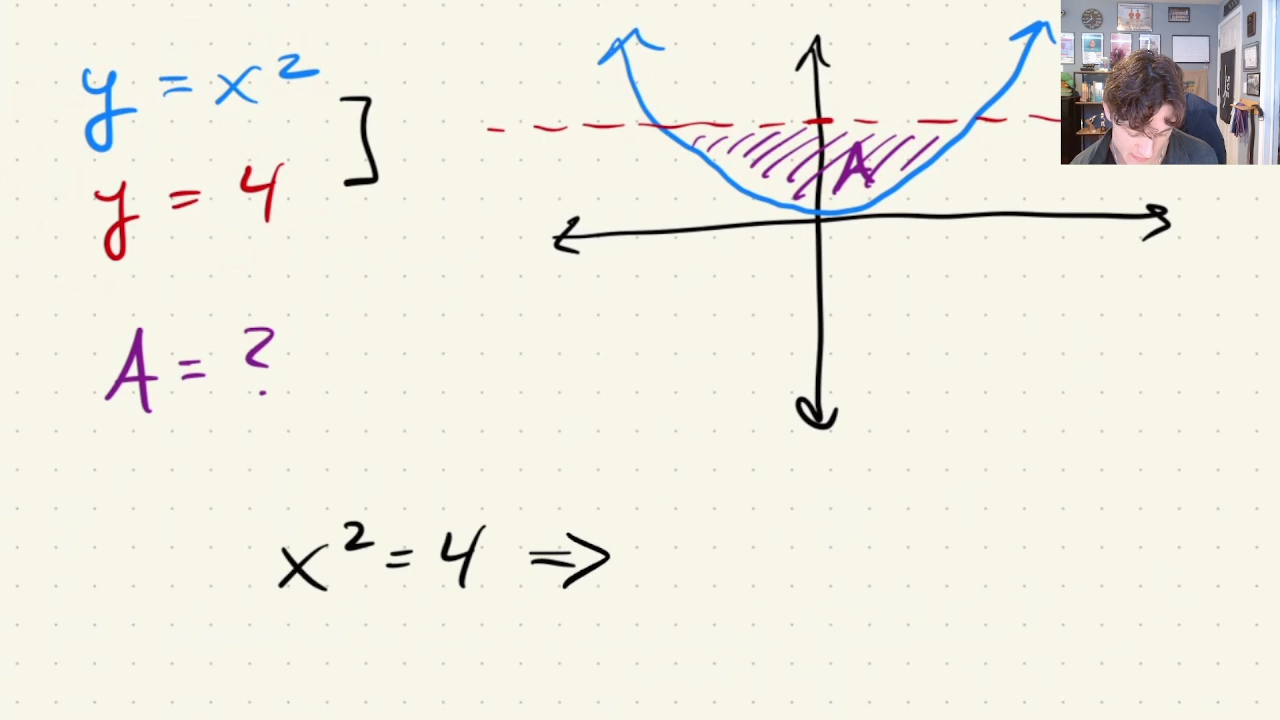 y = x²
y = 4
A
A = ?
x² = 4 =>